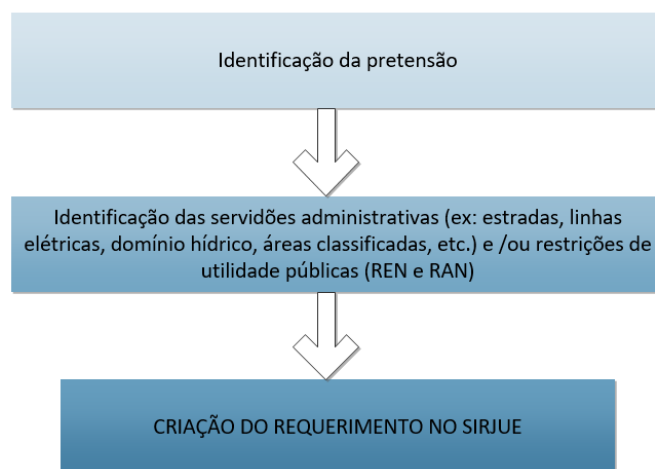 Identificação da pretensão
Identificação das servidões administrativas (ex: estradas, linhas
elétricas, domínio hídrico, áreas classificadas, etc.) e /ou restrições de
utilidade públicas (REN e RAN)
CRIAÇÃO DO REQUERIMENTO NO SIRJUE